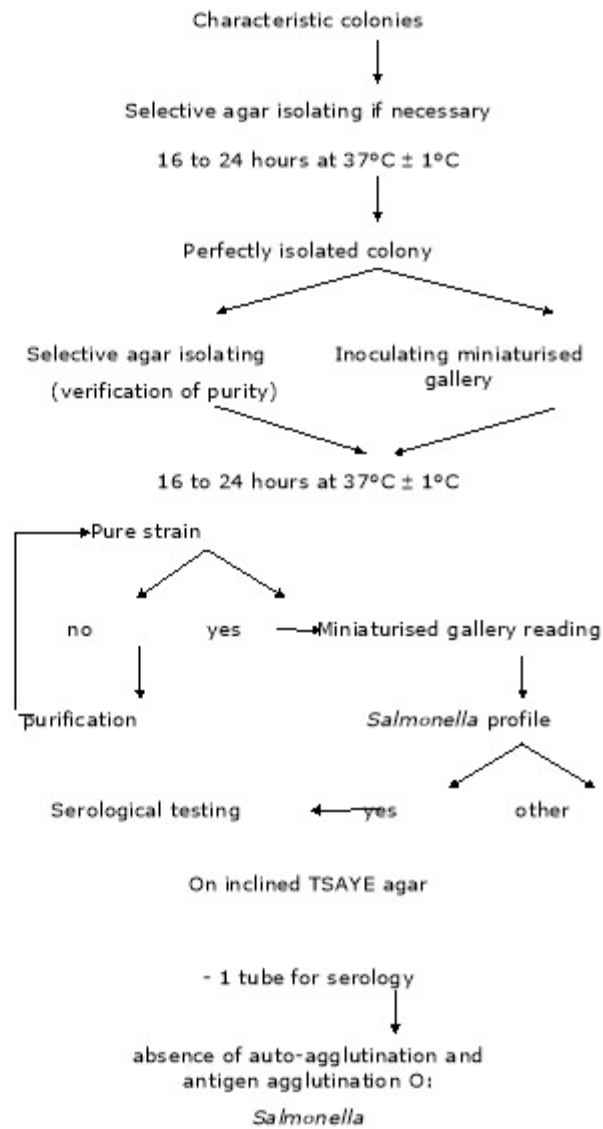 Characteristic colonies
Selective agar isolating if necessary
16 to 24 hours at 37°C ± 1°C
Perfectly isolated colony
Selective agar isolating
(verification of purity)
Inoculating miniaturised
gallery
16 to 24 hours at 37°C ± 1°C
Pure strain
no
yes
Miniaturised gallery reading
purification
Salmonella profile
Serological testing
yes
other
On inclined TSAYE agar
- 1 tube for serology
absence of auto-agglutination and
antigen agglutination O:
Salmonella